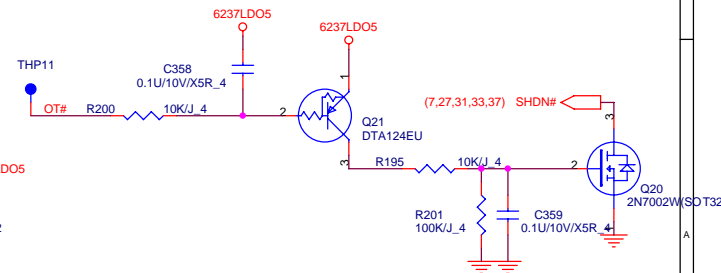 6237LDO5
6237LDO5
THP11
C358
0.1U/10V/X5R_4
1
OT#
R200
10K/J_4
2
Q21
DTA124EU
3
(7,27,31,33,37) SHDN#
3
R195
10K/J_4
2
Q20
2N7002W(SOT32
1
R201
100K/J_4
C359
0.1U/10V/X5R_4
DO5
A